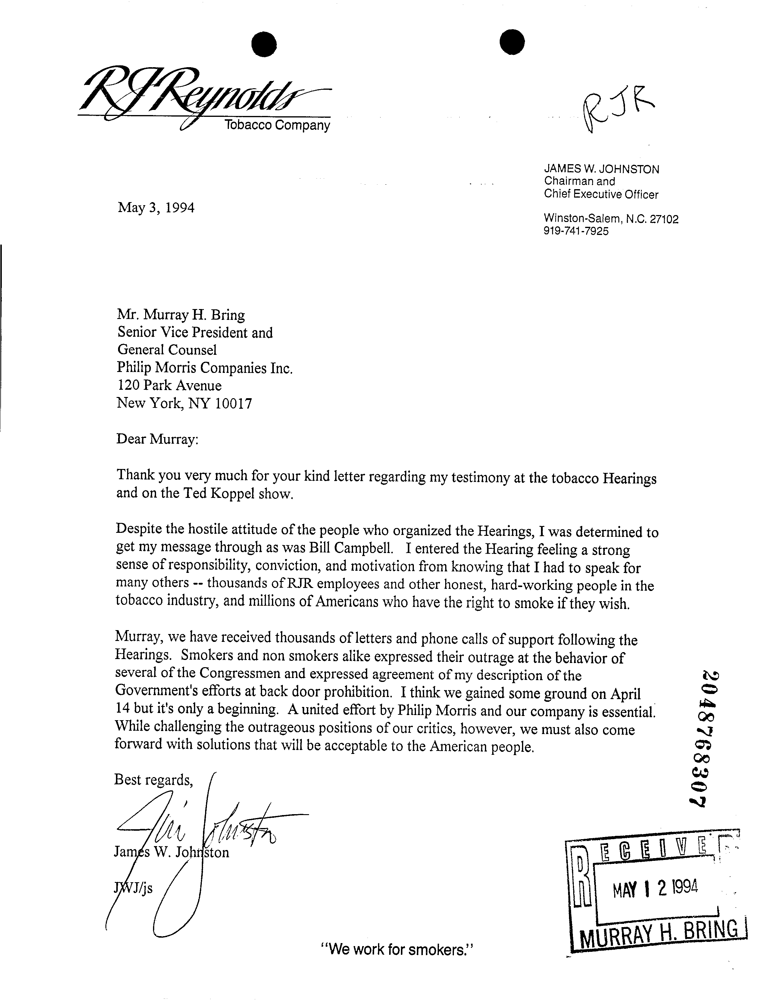 RJReynolds
Tobacco Company
RJR
JAMES W. JOHNSTON
Chairman and
Chief Executive Officer
Winston-Salem, N.C. 27102
919-741-7925
May 3, 1994
Mr. Murray H. Bring
Senior Vice President and
General Counsel
Philip Morris Companies Inc.
120 Park Avenue
New York, NY 10017
Dear Murray:
Thank you very much for your kind letter regarding my testimony at the tobacco Hearings
and on the Ted Koppel show.
Despite the hostile attitude of the people who organized the Hearings, I was determined to
get my message through as was Bill Campbell. I entered the Hearing feeling a strong
sense of responsibility, conviction, and motivation from knowing that I had to speak for
many others -- thousands of RJR employees and other honest, hard-working people in the
tobacco industry, and millions of Americans who have the right to smoke if they wish.
Murray, we have received thousands of letters and phone calls of support following the
Hearings. Smokers and non smokers alike expressed their outrage at the behavior of
several of the Congressmen and expressed agreement of my description of the
Government's efforts at back door prohibition. I think we gained some ground on April
14 but it's only a beginning. A united effort by Philip Morris and our company is essential.
While challenging the outrageous positions of our critics, however, we must also come
forward with solutions that will be acceptable to the American people.
Best regards,
Jim Johnston
James W. Johnston
JWJ/js
2048768307
RECEIVED
MAY 12 1994
MURRAY H. BRING
"We work for smokers."